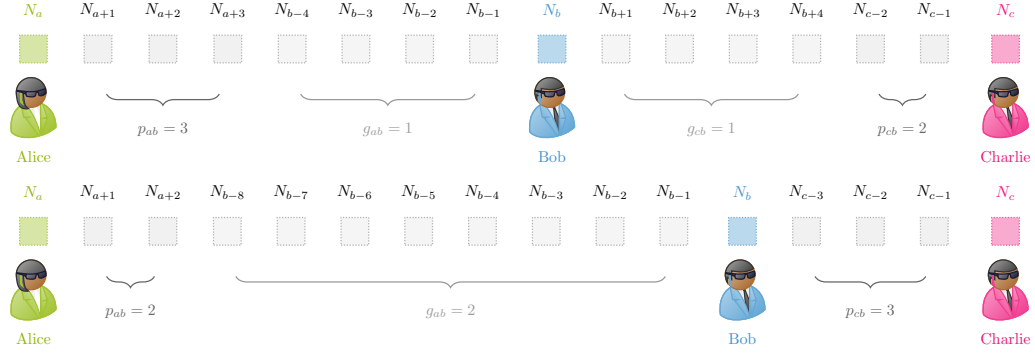 N_a N_{a+1} N_{a+2} N_{a+3} N_{b−4} N_{b−3} N_{b−2} N_{b−1} N_b N_{b+1} N_{b+2} N_{b+3} N_{b+4} N_{c−2} N_{c−1} N_c
p_{ab} = 3 g_{ab} = 1 g_{cb} = 1 p_{cb} = 2
Alice Bob Charlie
N_a N_{a+1} N_{a+2} N_{b−8} N_{b−7} N_{b−6} N_{b−5} N_{b−4} N_{b−3} N_{b−2} N_{b−1} N_b N_{c−3} N_{c−2} N_{c−1} N_c
p_{ab} = 2 g_{ab} = 2 p_{cb} = 3
Alice Bob Charlie